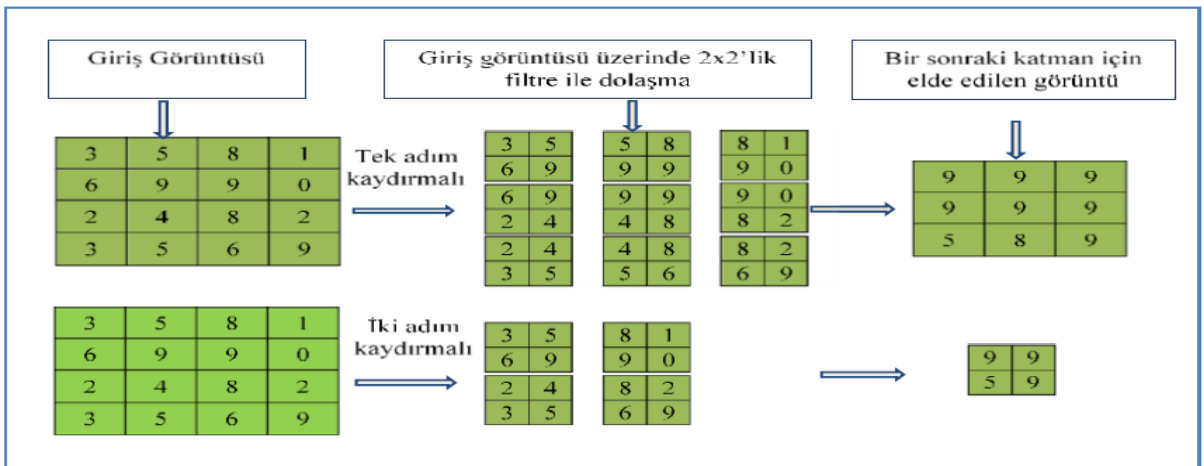 Giriş Görüntüsü
Giriş görüntüsü üzerinde 2x2'lik
filtre ile dolaşma
Bir sonraki katman için
elde edilen görüntü
3 5 8 1
6 9 9 0
2 4 8 2
3 5 6 9
Tek adım
kaydırmalı
3 5
6 9
6 9
2 4
2 4
3 5
5 8
9 9
9 9
4 8
4 8
5 6
8 1
9 0
9 0
8 2
8 2
6 9
9 9 9
9 9 9
5 8 9
3 5 8 1
6 9 9 0
2 4 8 2
3 5 6 9
İki adım
kaydırmalı
3 5
6 9
2 4
3 5
8 1
9 0
8 2
6 9
9 9
5 9